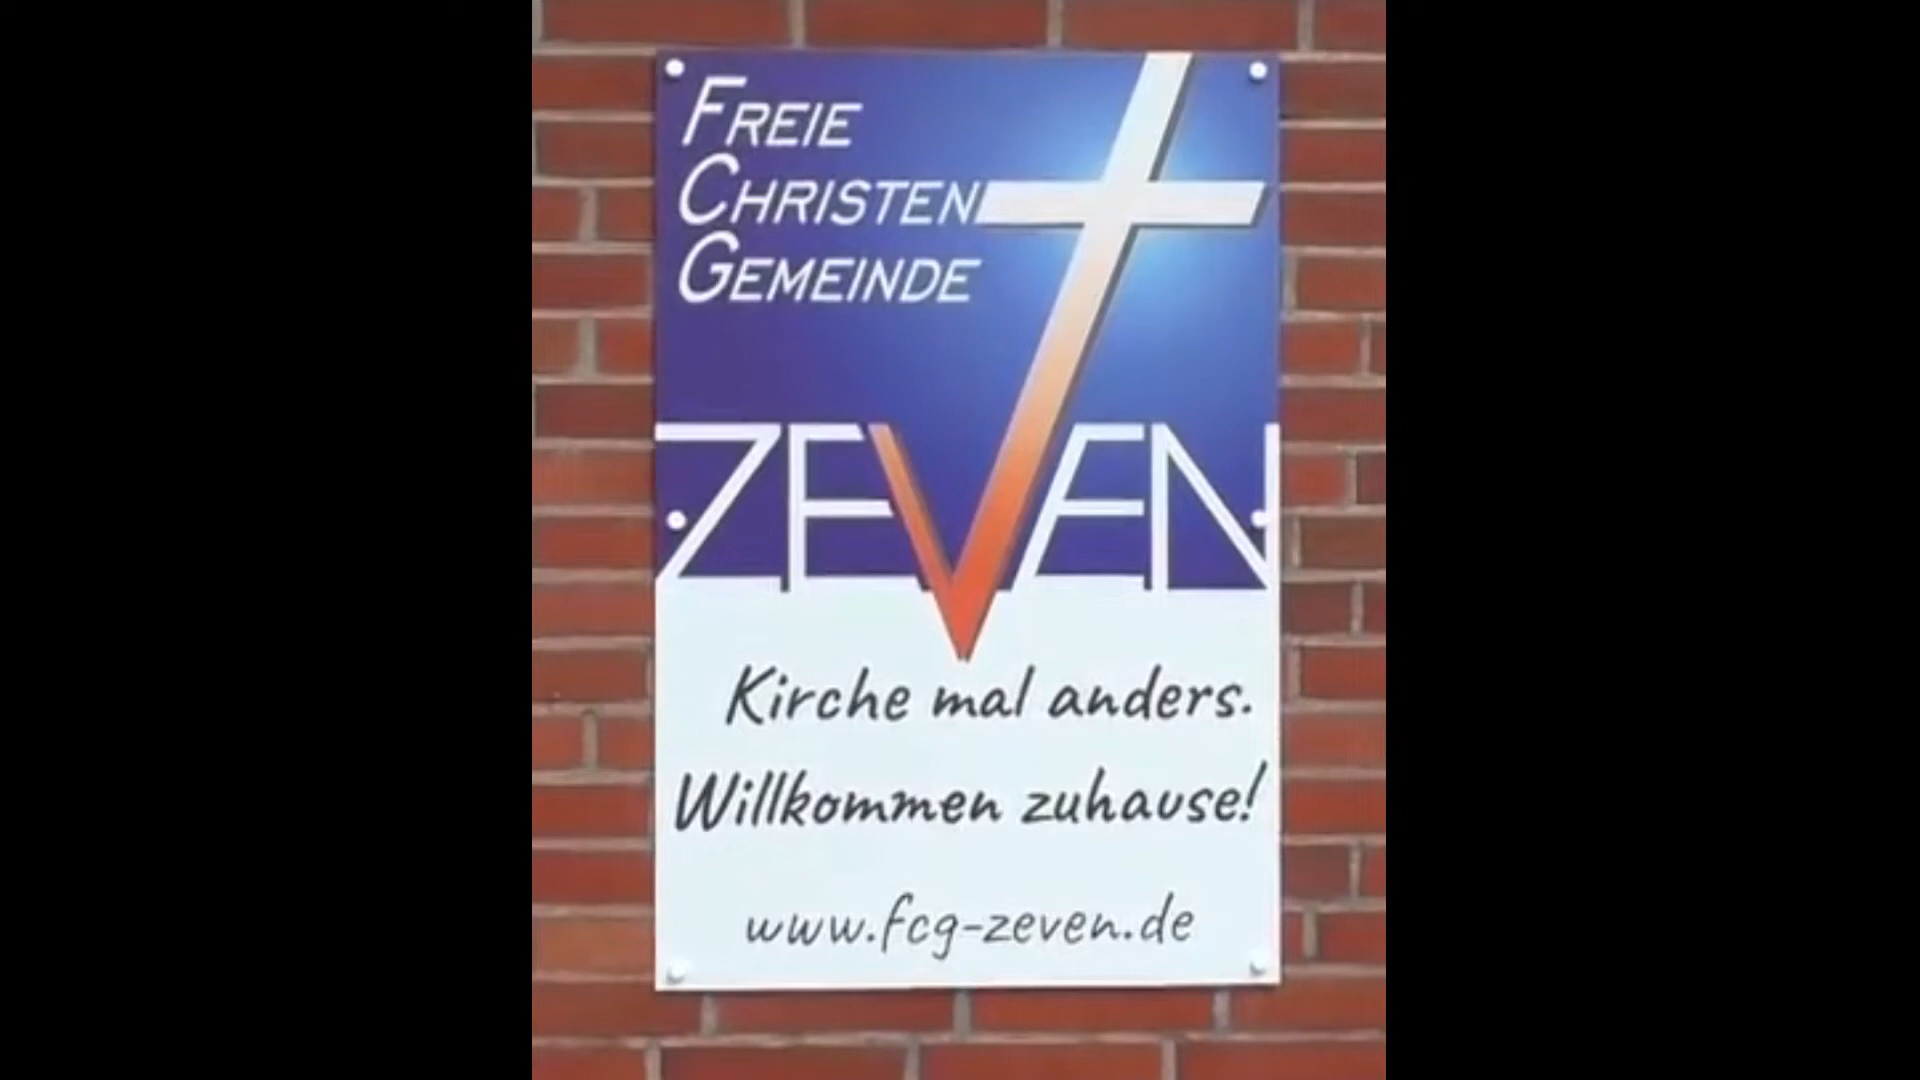 FREIE
CHRISTEN
GEMEINDE
ZEVEN
Kirche mal anders.
Willkommen zuhause!
www.fcg-zeven.de